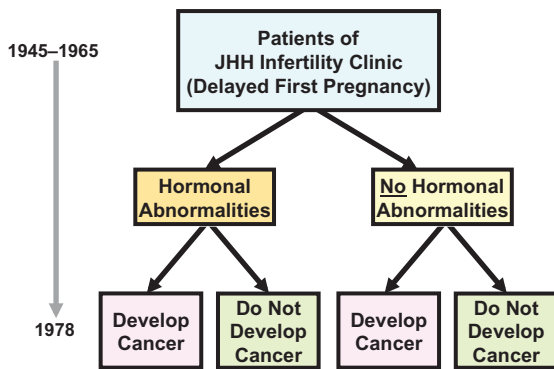 1945–1965
Patients of
JHH Infertility Clinic
(Delayed First Pregnancy)
Hormonal
Abnormalities
No Hormonal
Abnormalities
1978
Develop
Cancer
Do Not
Develop
Cancer
Develop
Cancer
Do Not
Develop
Cancer